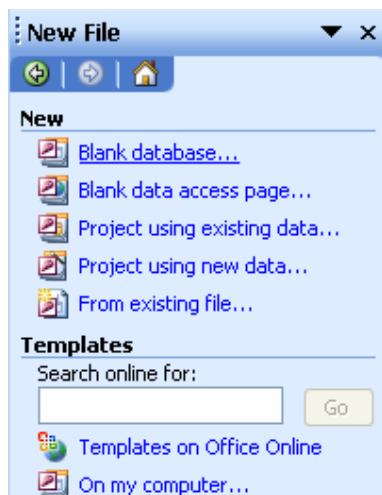 New File
New
Blank database...
Blank data access page...
Project using existing data...
Project using new data...
From existing file...
Templates
Search online for:
Go
Templates on Office Online
On my computer...